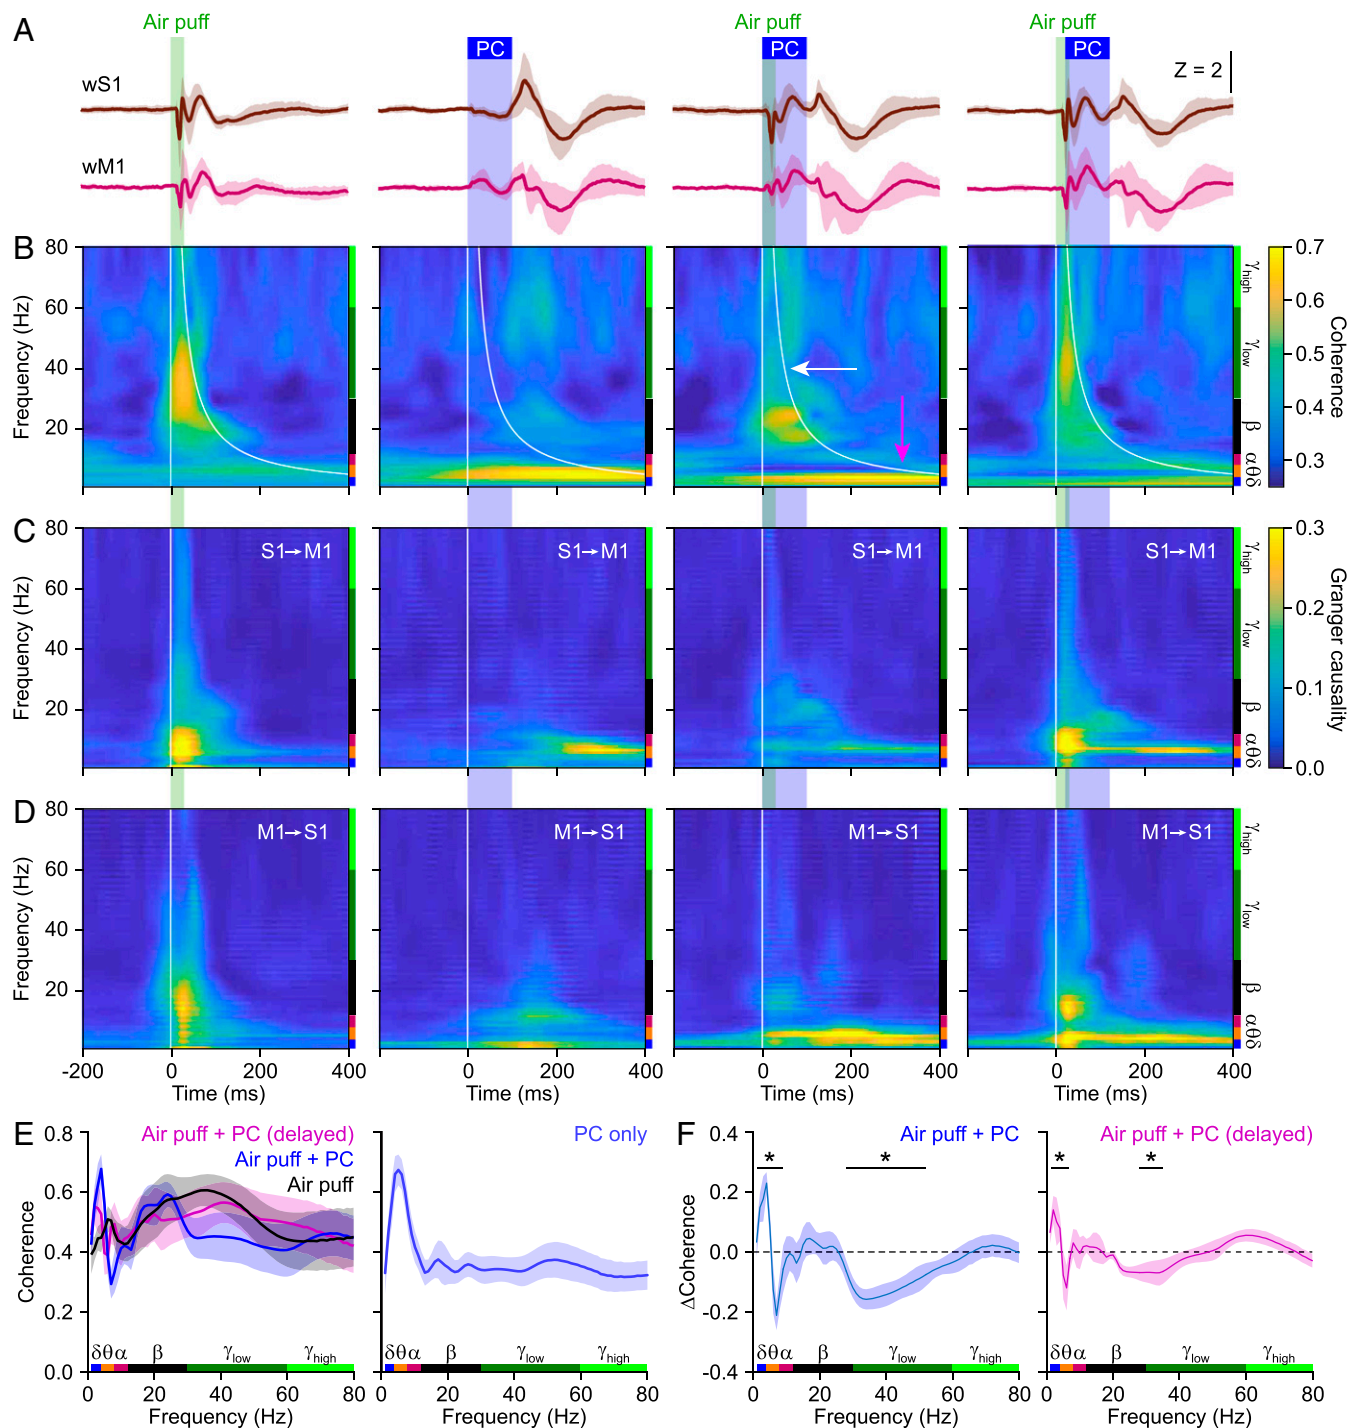 A
Air puff
PC
Air puff
PC
Air puff
PC
Z = 2
wS1
wM1
B
80
60
40
20
Frequency (Hz)
γhigh
γlow
β
αθδ
0.7
0.6
0.5
0.4
0.3
Coherence
C
80
60
40
20
Frequency (Hz)
S1→M1
S1→M1
S1→M1
γhigh
γlow
β
αθδ
0.3
0.2
0.1
0.0
Granger causality
D
80
60
40
20
Frequency (Hz)
M1→S1
M1→S1
M1→S1
γhigh
γlow
β
αθδ
-200 0 400
0 400
0 400
0 400
Time (ms)
Time (ms)
Time (ms)
Time (ms)
E
0.8
0.6
0.4
0.2
0.0
Coherence
Air puff + PC (delayed)
Air puff + PC
Air puff
PC only
δθα β γlow γhigh
δθα β γlow γhigh
0 20 40 60 80
0 20 40 60 80
Frequency (Hz)
Frequency (Hz)
F
0.4
0.2
0.0
-0.2
-0.4
ΔCoherence
Air puff + PC
Air puff + PC (delayed)
* *
* *
δθα β γlow γhigh
δθα β γlow γhigh
0 20 40 60 80
0 20 40 60 80
Frequency (Hz)
Frequency (Hz)